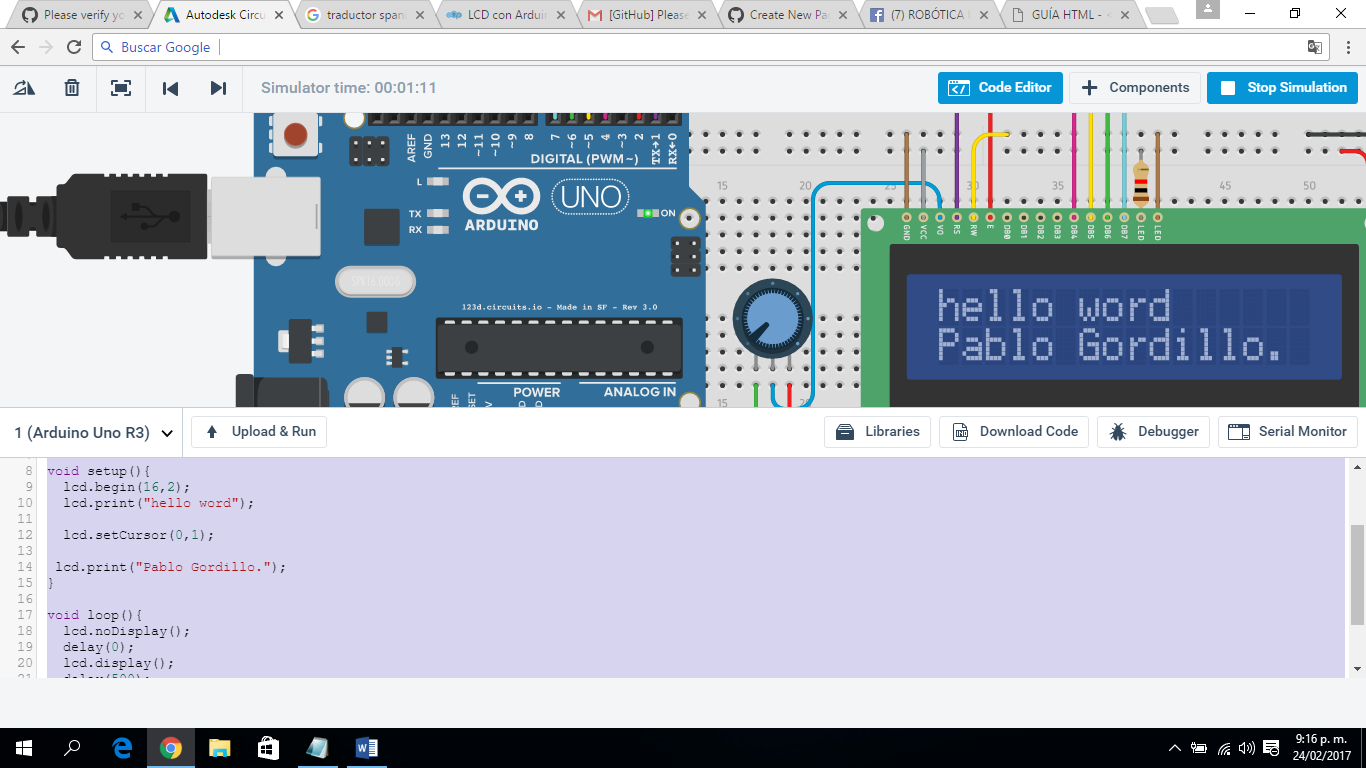 Please verify yo
Autodesk Circu
traductor span
LCD con Arduin
[GitHub] Please
Create New Pa
(7) ROBÓTICA
GUÍA HTML - <
Buscar Google
Simulator time: 00:01:11
Code Editor
Components
Stop Simulation
AREF
GND
13
12
~11
~10
~9
8
7
~6
~5
4
~3
2
TX→1
RX←0
DIGITAL (PWM~)
L
TX
RX
ARDUINO
UNO
ON
SPK16.000G
123d.circuits.io - Made in SF - Rev 3.0
POWER
ANALOG IN
15
20
25
30
35
45
50
GND
VCC
VO
RS
RW
E
DB0
DB1
DB2
DB3
DB4
DB5
DB6
DB7
LED
LED
hello word
Pablo Gordillo.
15
1 (Arduino Uno R3)
Upload & Run
Libraries
Download Code
Debugger
Serial Monitor
8 void setup(){
9 lcd.begin(16,2);
10 lcd.print("hello word");
11
12 lcd.setCursor(0,1);
13
14 lcd.print("Pablo Gordillo.");
15 }
16
17 void loop(){
18 lcd.noDisplay();
19 delay(0);
20 lcd.display();
21 delay(500);
9:16 p. m.
24/02/2017